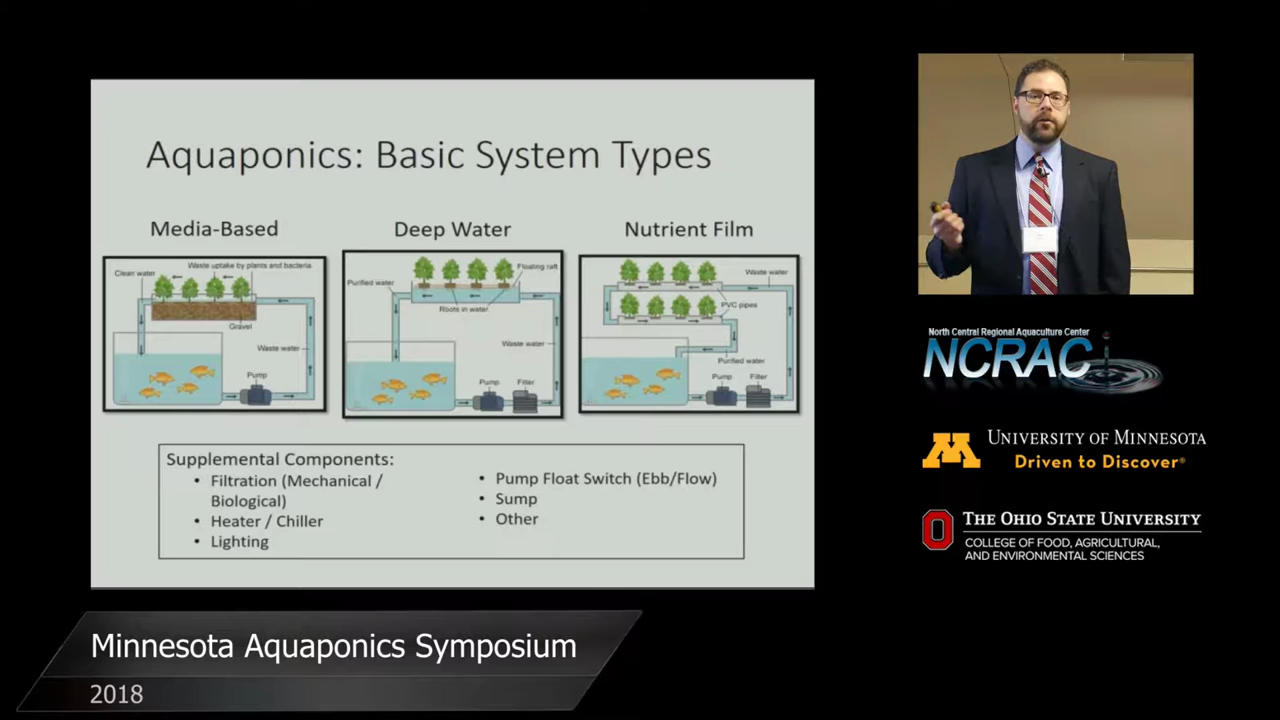 Aquaponics: Basic System Types
Media-Based
Clean water
Waste uptake by plants and bacteria
Gravel
Waste water
Pump
Deep Water
Purified water
Floating raft
Roots in water
Waste water
Pump
Filter
Nutrient Film
Waste water
PVC pipes
Purified water
Pump
Filter
Supplemental Components:
• Filtration (Mechanical /
Biological)
• Heater / Chiller
• Lighting
• Pump Float Switch (Ebb/Flow)
• Sump
• Other
North Central Regional Aquaculture Center
NCRAC
M
UNIVERSITY OF MINNESOTA
Driven to Discover®
O
THE OHIO STATE UNIVERSITY
COLLEGE OF FOOD, AGRICULTURAL,
AND ENVIRONMENTAL SCIENCES
Minnesota Aquaponics Symposium
2018